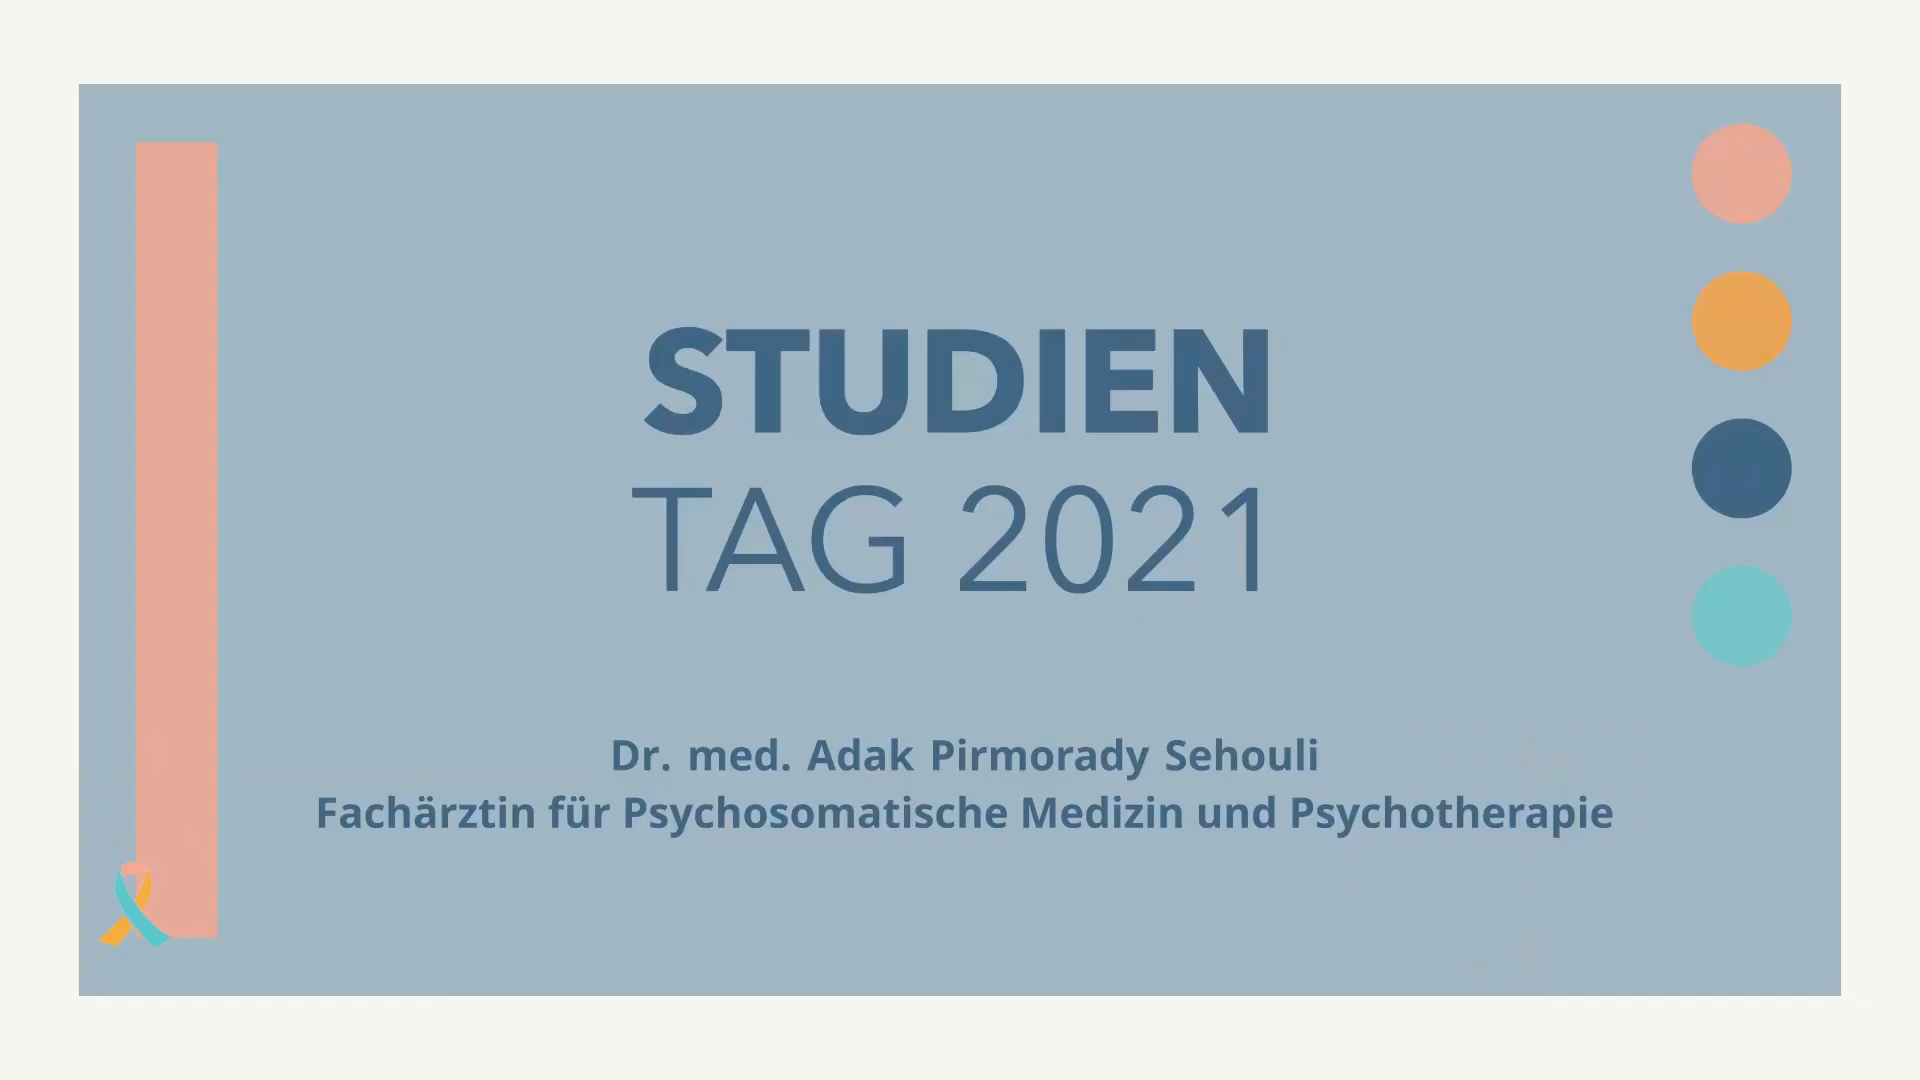 STUDIEN
TAG 2021
Dr. med. Adak Pirmorady Sehouli
Fachärztin für Psychosomatische Medizin und Psychotherapie